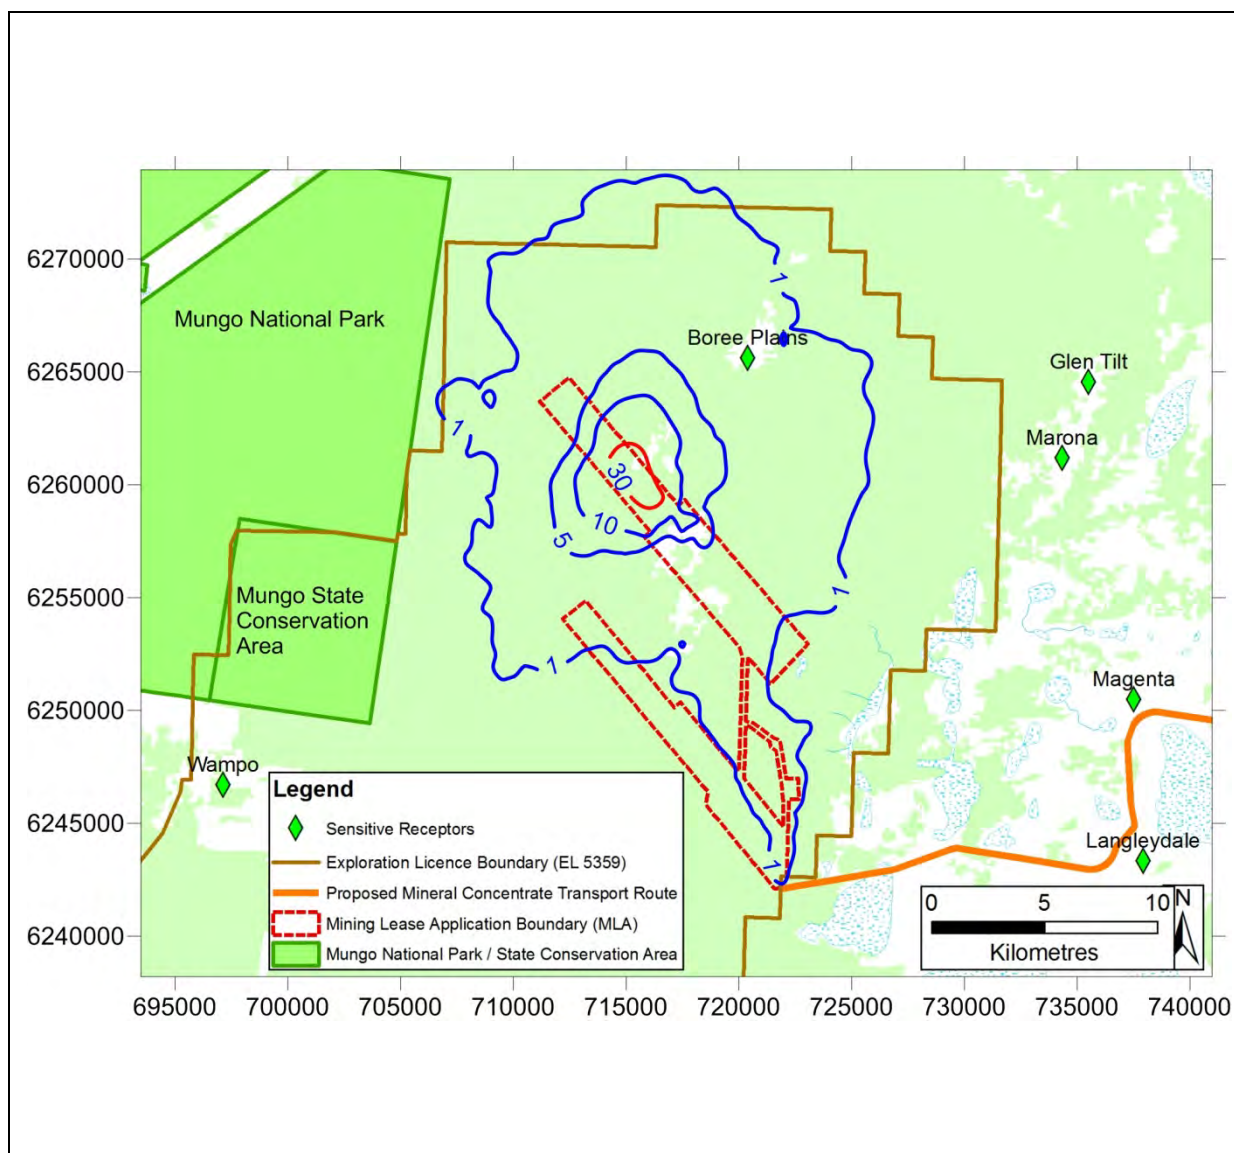 6270000
6265000
6260000
6255000
6250000
6245000
6240000
Mungo National Park
Mungo State
Conservation
Area
Boree Plains
Glen Tilt
Marona
Magenta
Langleydale
Wampo
1
1
1
1
1
5
10
30
Legend
Sensitive Receptors
Exploration Licence Boundary (EL 5359)
Proposed Mineral Concentrate Transport Route
Mining Lease Application Boundary (MLA)
Mungo National Park / State Conservation Area
0 5 10
Kilometres
N
695000 700000 705000 710000 715000 720000 725000 730000 735000 740000